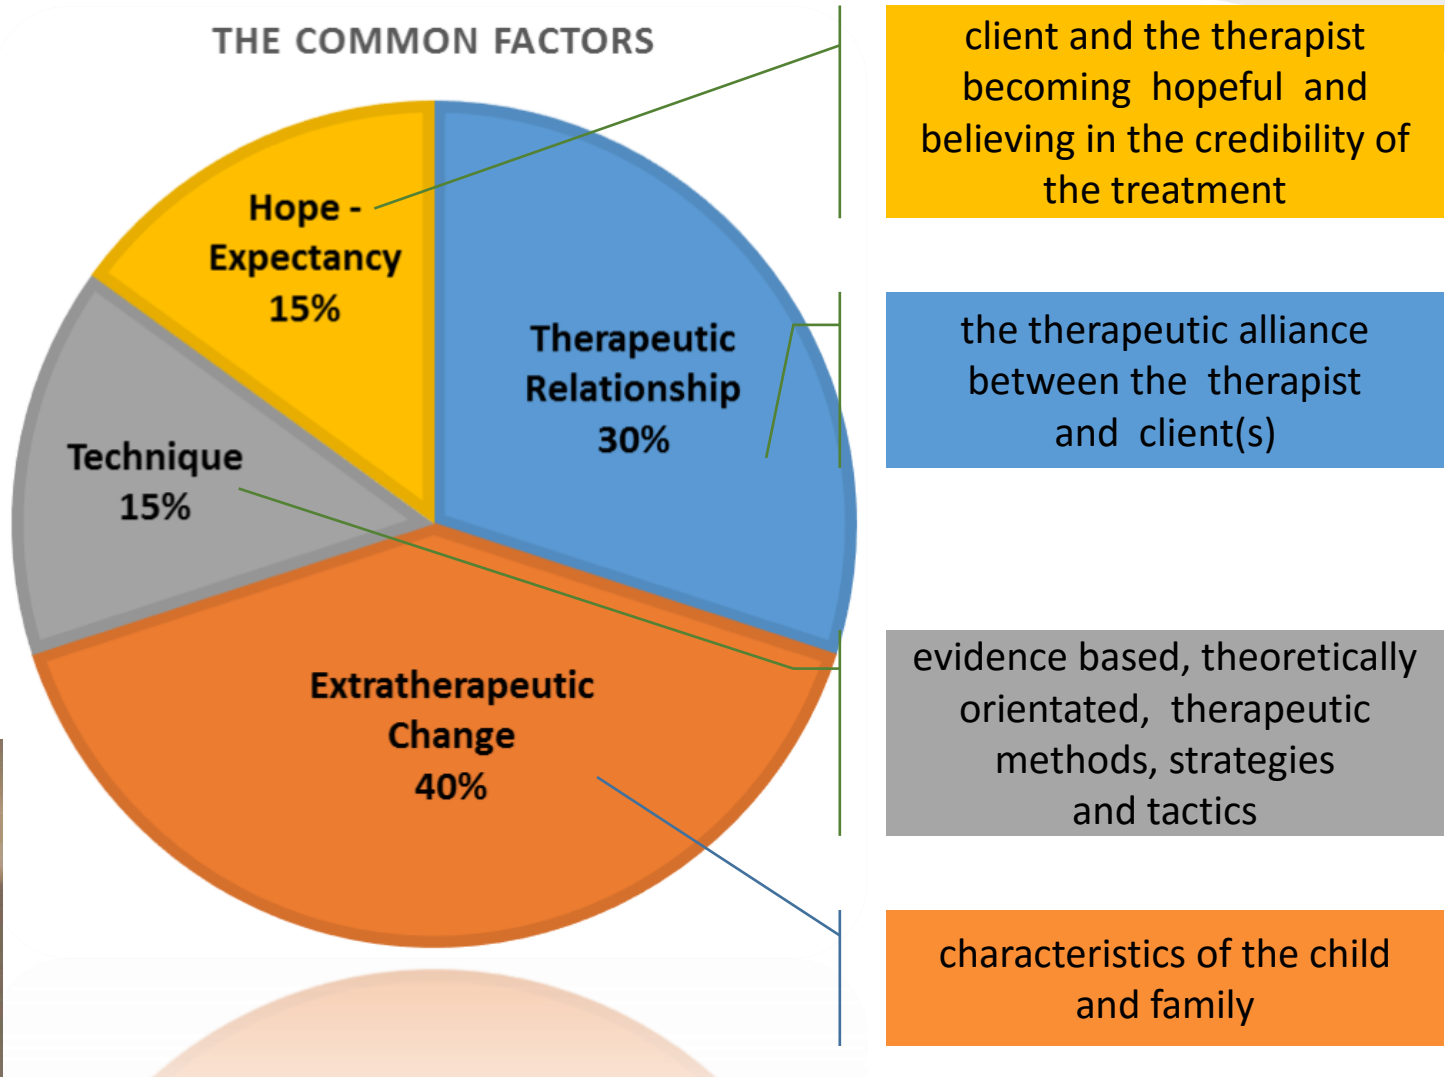 THE COMMON FACTORS
Hope -
Expectancy
15%
Therapeutic
Relationship
30%
Technique
15%
Extratherapeutic
Change
40%
client and the therapist
becoming hopeful and
believing in the credibility of
the treatment
the therapeutic alliance
between the therapist
and client(s)
evidence based, theoretically
orientated, therapeutic
methods, strategies
and tactics
characteristics of the child
and family